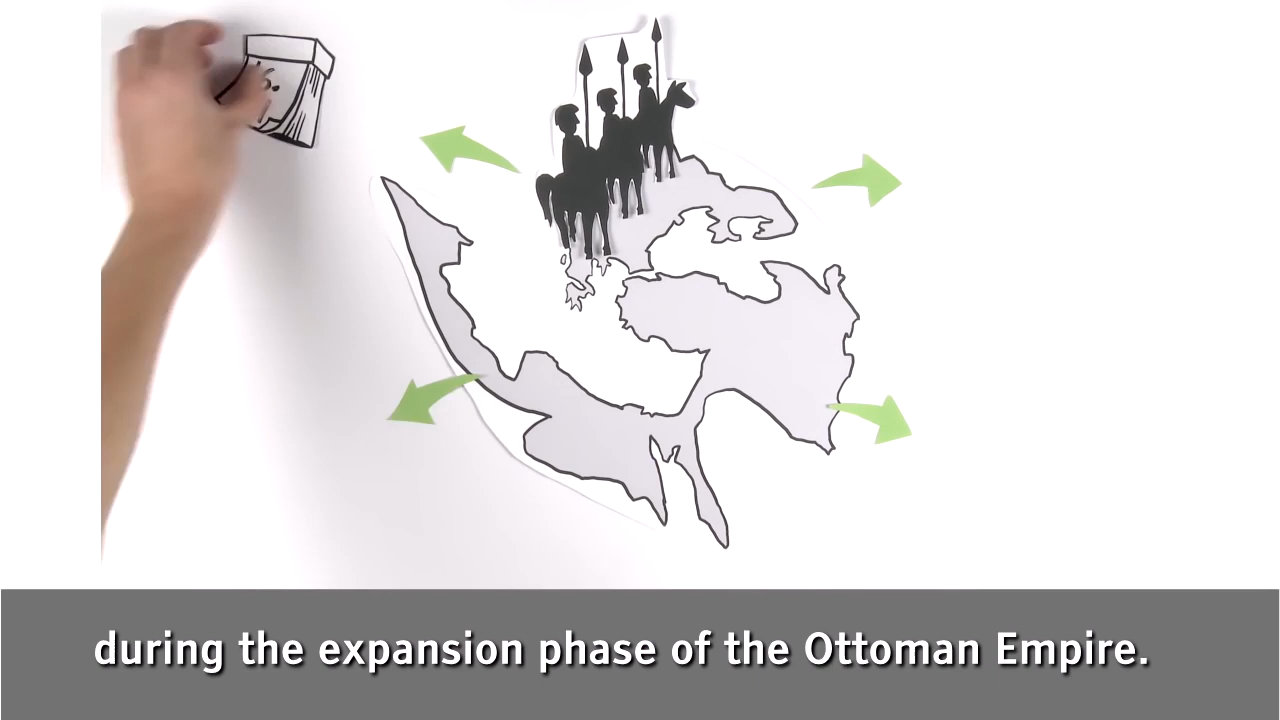 during the expansion phase of the Ottoman Empire.